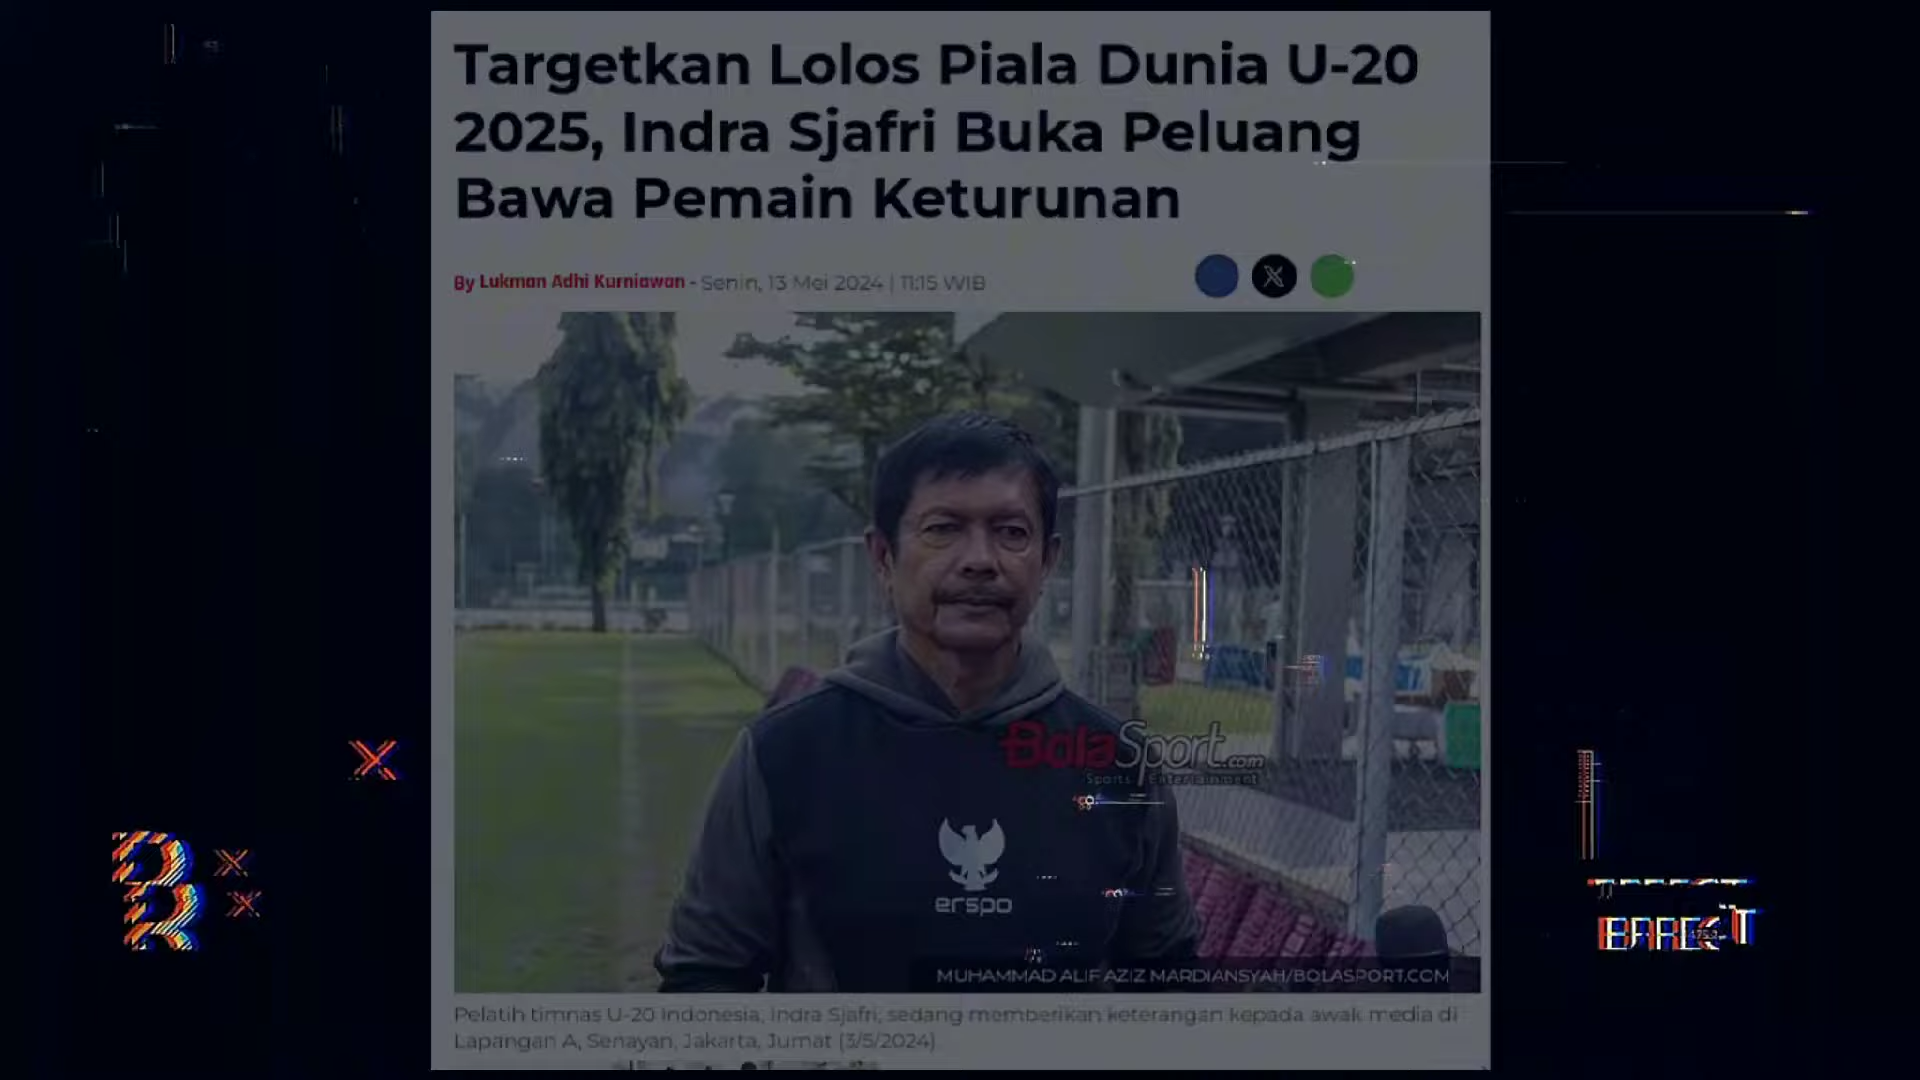 Targetkan Lolos Piala Dunia U-20
2025, Indra Sjafri Buka Peluang
Bawa Pemain Keturunan
By Lukman Adhi Kurniawan - Senin, 13 Mei 2024 | 11:15 WIB
BolaSport.com
Sports & Entertainment
erspo
MUHAMMAD ALIF AZIZ MARDIANSYAH/BOLASPORT.COM
Pelatih timnas U-20 Indonesia, Indra Sjafri, sedang memberikan keterangan kepada awak media di
Lapangan A, Senayan, Jakarta, Jumat (3/5/2024).